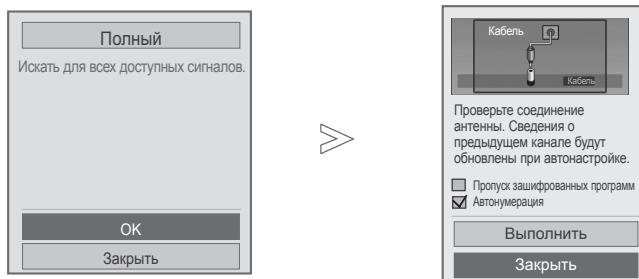 Полный
Искать для всех доступных сигналов.
OK
Закрыть
Кабель
Кабель
Проверьте соединение
антенны. Сведения о
предыдущем канале будут
обновлены при автонастройке.
Пропуск зашифрованных программ
Автонумерация
Выполнить
Закрыть